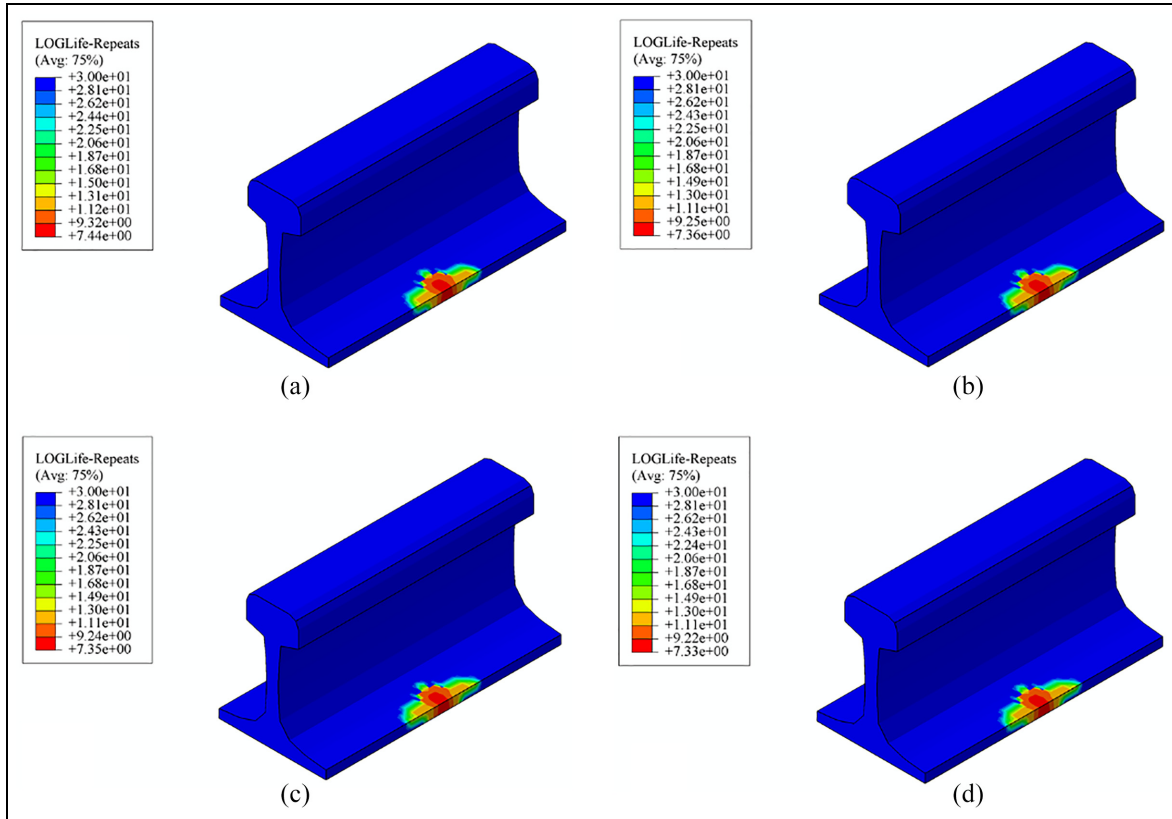 LOGLife-Repeats
(Avg: 75%)
+3.00e+01
+2.81e+01
+2.62e+01
+2.44e+01
+2.25e+01
+2.06e+01
+1.87e+01
+1.68e+01
+1.50e+01
+1.31e+01
+1.12e+01
+9.32e+00
+7.44e+00
(a)
LOGLife-Repeats
(Avg: 75%)
+3.00e+01
+2.81e+01
+2.62e+01
+2.43e+01
+2.25e+01
+2.06e+01
+1.87e+01
+1.68e+01
+1.49e+01
+1.30e+01
+1.11e+01
+9.25e+00
+7.36e+00
(b)
LOGLife-Repeats
(Avg: 75%)
+3.00e+01
+2.81e+01
+2.62e+01
+2.43e+01
+2.25e+01
+2.06e+01
+1.87e+01
+1.68e+01
+1.49e+01
+1.30e+01
+1.11e+01
+9.24e+00
+7.35e+00
(c)
LOGLife-Repeats
(Avg: 75%)
+3.00e+01
+2.81e+01
+2.62e+01
+2.43e+01
+2.24e+01
+2.06e+01
+1.87e+01
+1.68e+01
+1.49e+01
+1.30e+01
+1.11e+01
+9.22e+00
+7.33e+00
(d)